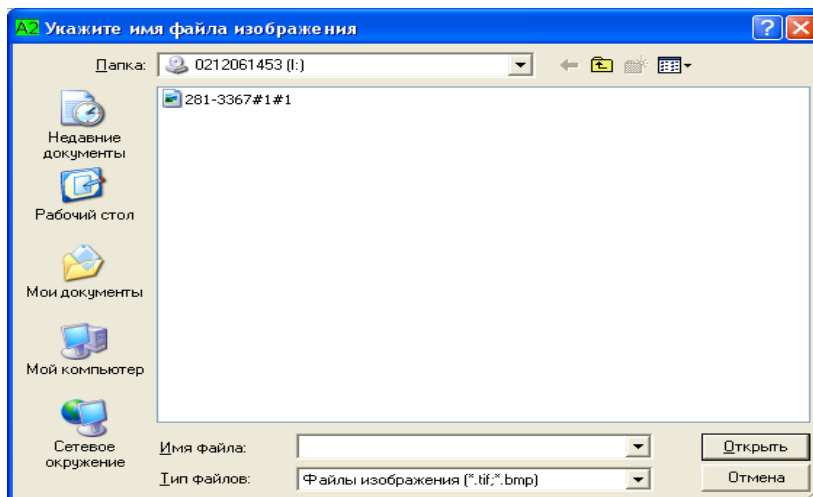 A2 Укажите имя файла изображения
Папка: 0212061453 (I:)
281-3367#1#1
Недавние
документы
Рабочий стол
Мои документы
Мой компьютер
Сетевое
окружение
Имя файла:
Открыть
Тип файлов: Файлы изображения (*.tif;*.bmp)
Отмена